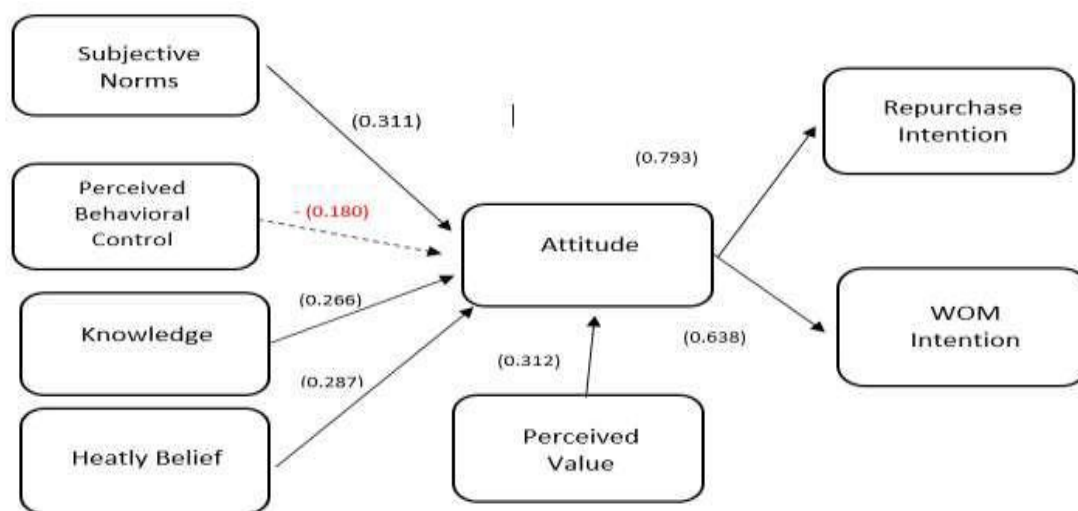 Subjective
Norms
(0.311)
Repurchase
Intention
(0.793)
Perceived
Behavioral
Control
- (0.180)
Attitude
Knowledge
(0.266)
WOM
Intention
(0.638)
(0.312)
(0.287)
Heatly Belief
Perceived
Value